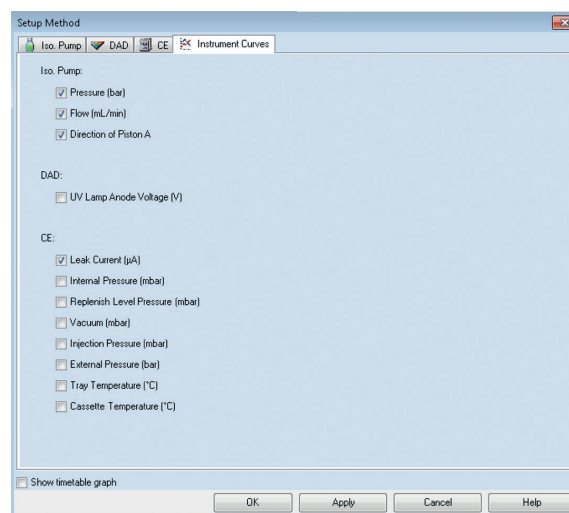 Setup Method
Iso. Pump DAD CE Instrument Curves
Iso. Pump:
Pressure (bar)
Flow (mL/min)
Direction of Piston A
DAD:
UV Lamp Anode Voltage (V)
CE:
Leak Current (µA)
Internal Pressure (mbar)
Replenish Level Pressure (mbar)
Vacuum (mbar)
Injection Pressure (mbar)
External Pressure (bar)
Tray Temperature (°C)
Cassette Temperature (°C)
Show timetable graph
OK Apply Cancel Help